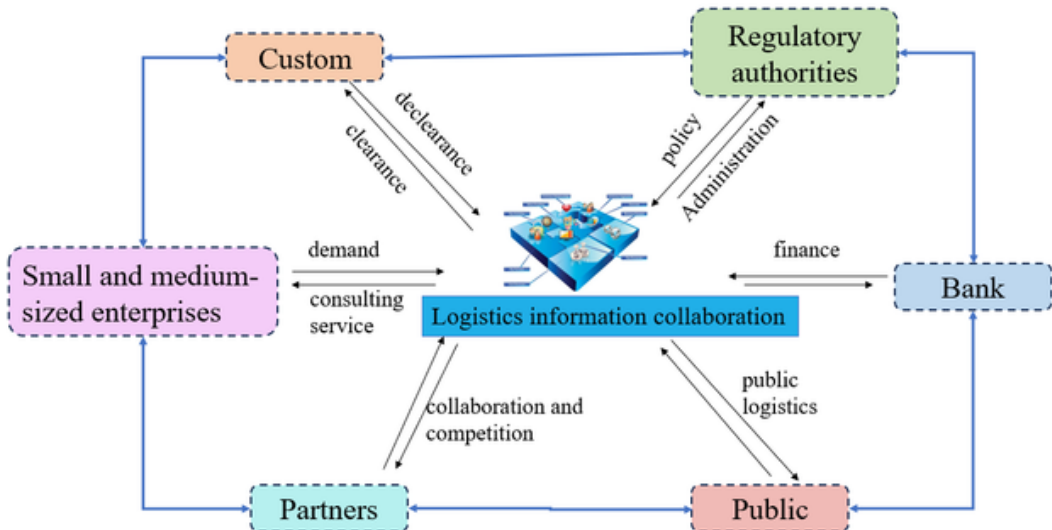 Custom
Regulatory
authorities
declearance
clearance
policy
Administration
demand
finance
Small and medium-
sized enterprises
consulting
service
Bank
Logistics information collaboration
public
logistics
collaboration and
competition
Partners
Public